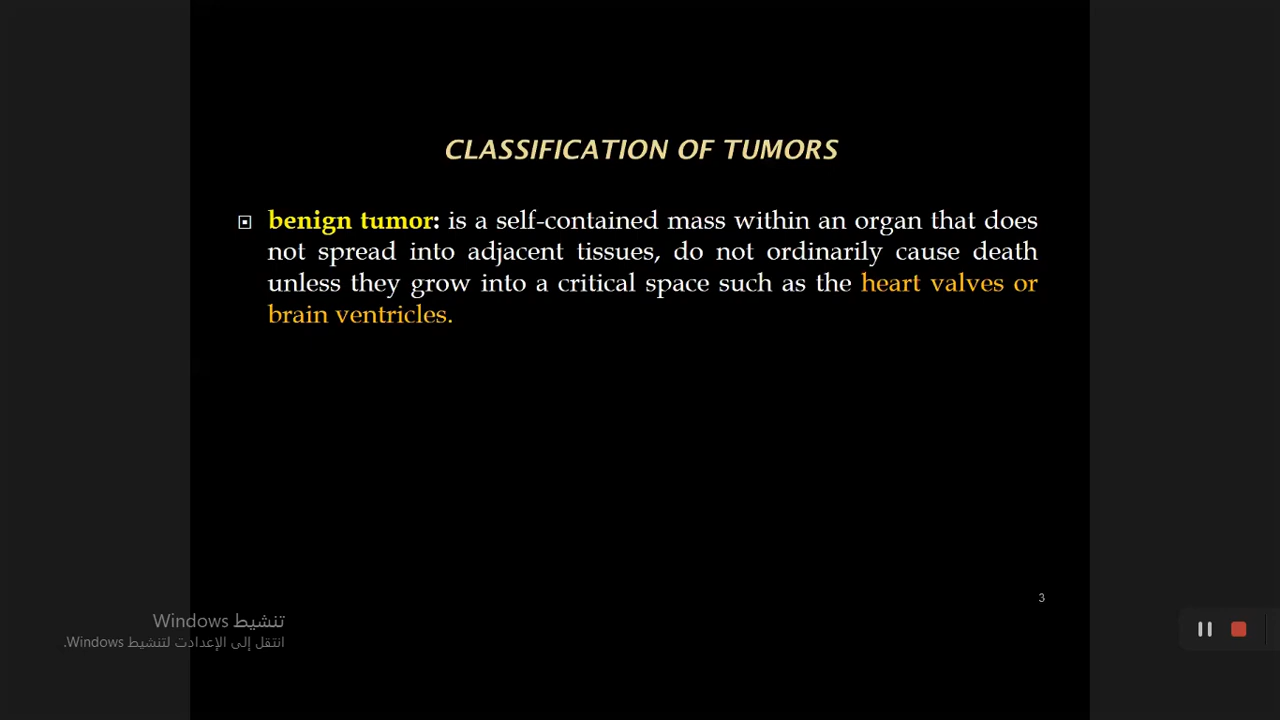 CLASSIFICATION OF TUMORS
benign tumor: is a self-contained mass within an organ that does
not spread into adjacent tissues, do not ordinarily cause death
unless they grow into a critical space such as the heart valves or
brain ventricles.
3
تنشيط Windows
انتقل إلى الإعدادت لتنشيط Windows.